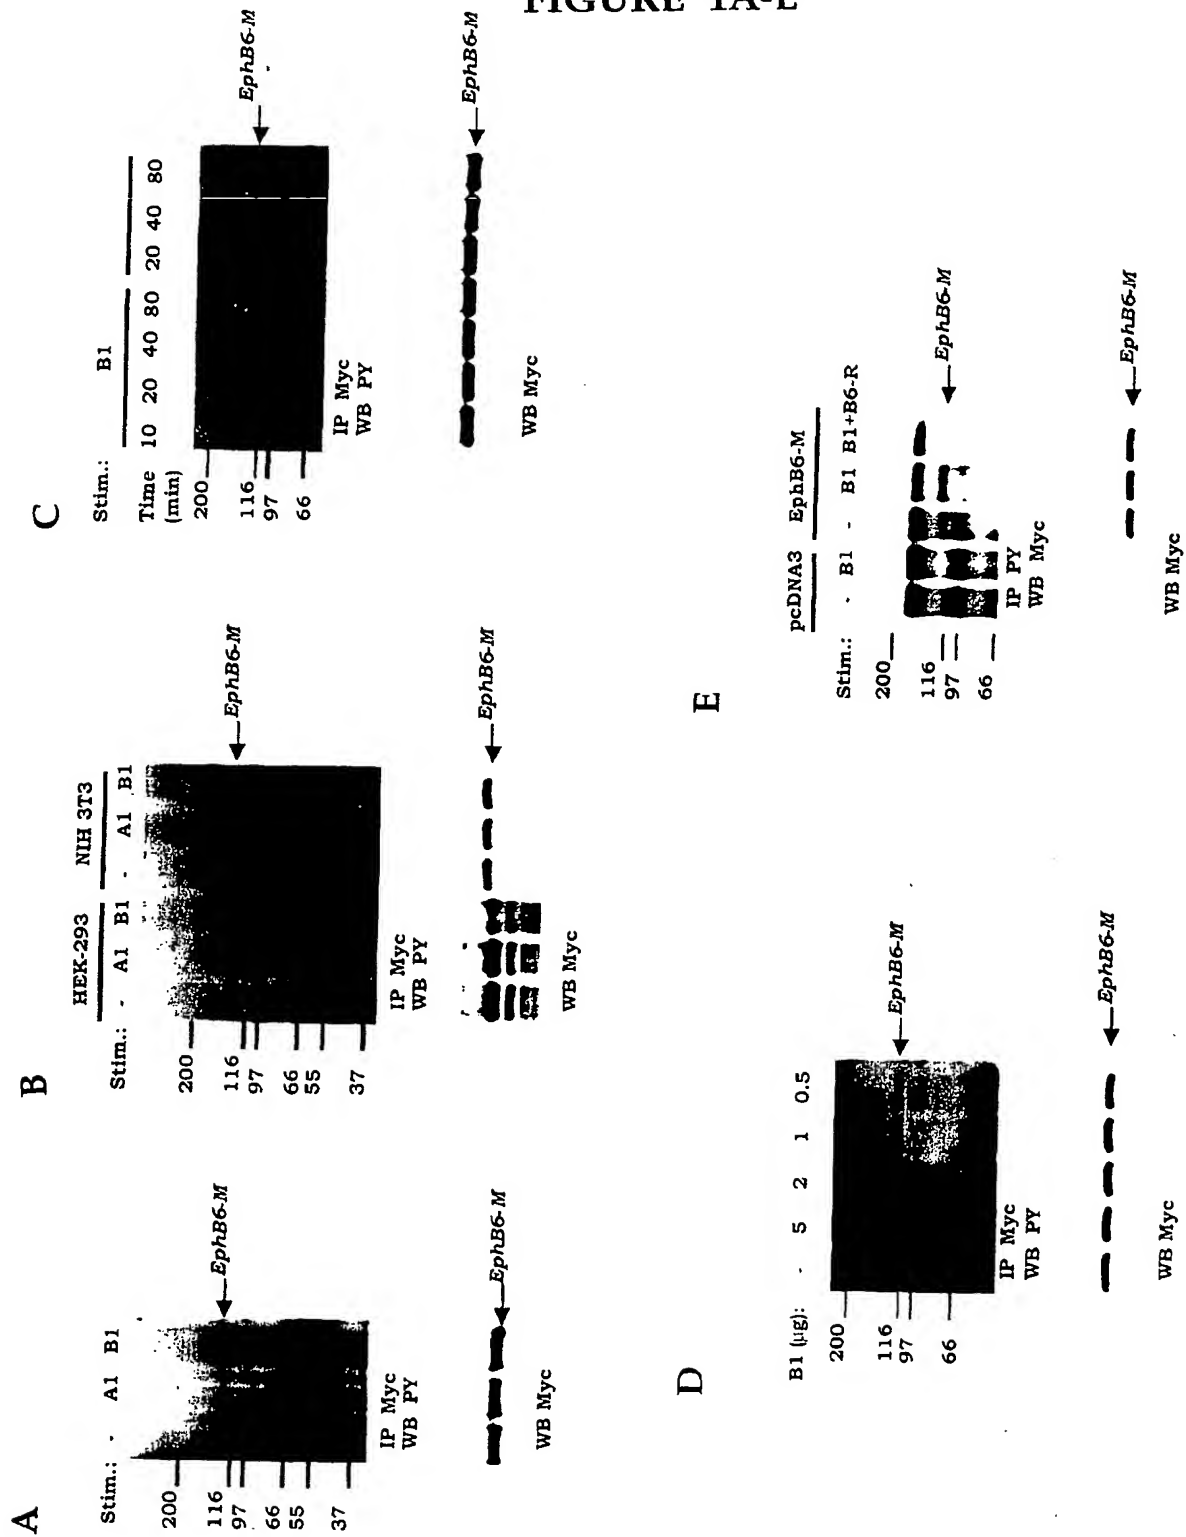 FIGURE 1A-E
A
Stim.: - A1 B1
200
116
97
66
55
37
EphB6-M
IP Myc
WB PY
EphB6-M
WB Myc
B
HEK-293 NIH 3T3
Stim.: - A1 B1 - A1 B1
200
116
97
66
55
37
EphB6-M
IP Myc
WB PY
EphB6-M
WB Myc
C
Stim.: B1
Time 10 20 40 80 20 40 80
(min)
200
116
97
66
EphB6-M
IP Myc
WB PY
EphB6-M
WB Myc
D
B1 (µg): - 5 2 1 0.5
200
116
97
66
EphB6-M
IP Myc
WB PY
EphB6-M
WB Myc
E
pcDNA3 EphB6-M
Stim.: - B1 - B1 B1+B6-R
200
116
97
66
EphB6-M
IP PY
WB Myc
EphB6-M
WB Myc